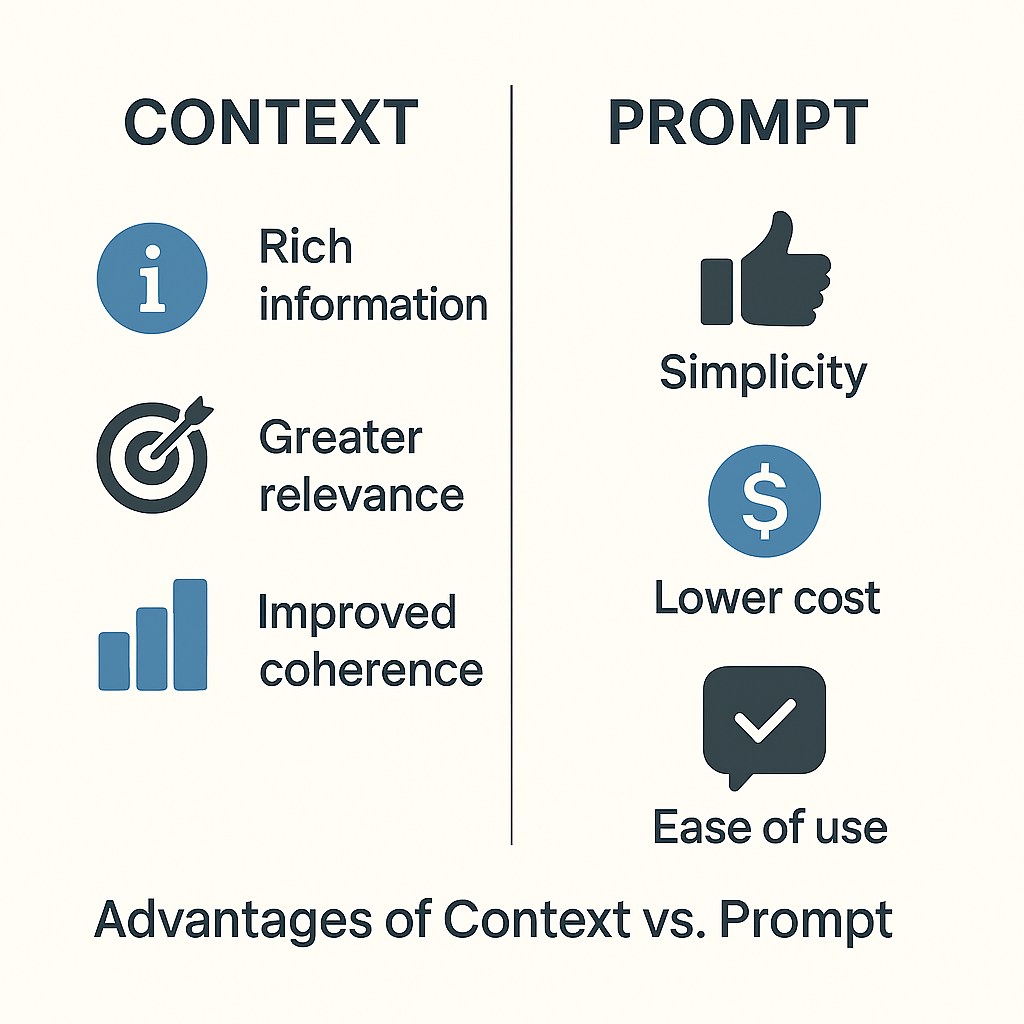 CONTEXT
Rich
information
Greater
relevance
Improved
coherence
PROMPT
Simplicity
$
Lower cost
Ease of use
Advantages of Context vs. Prompt